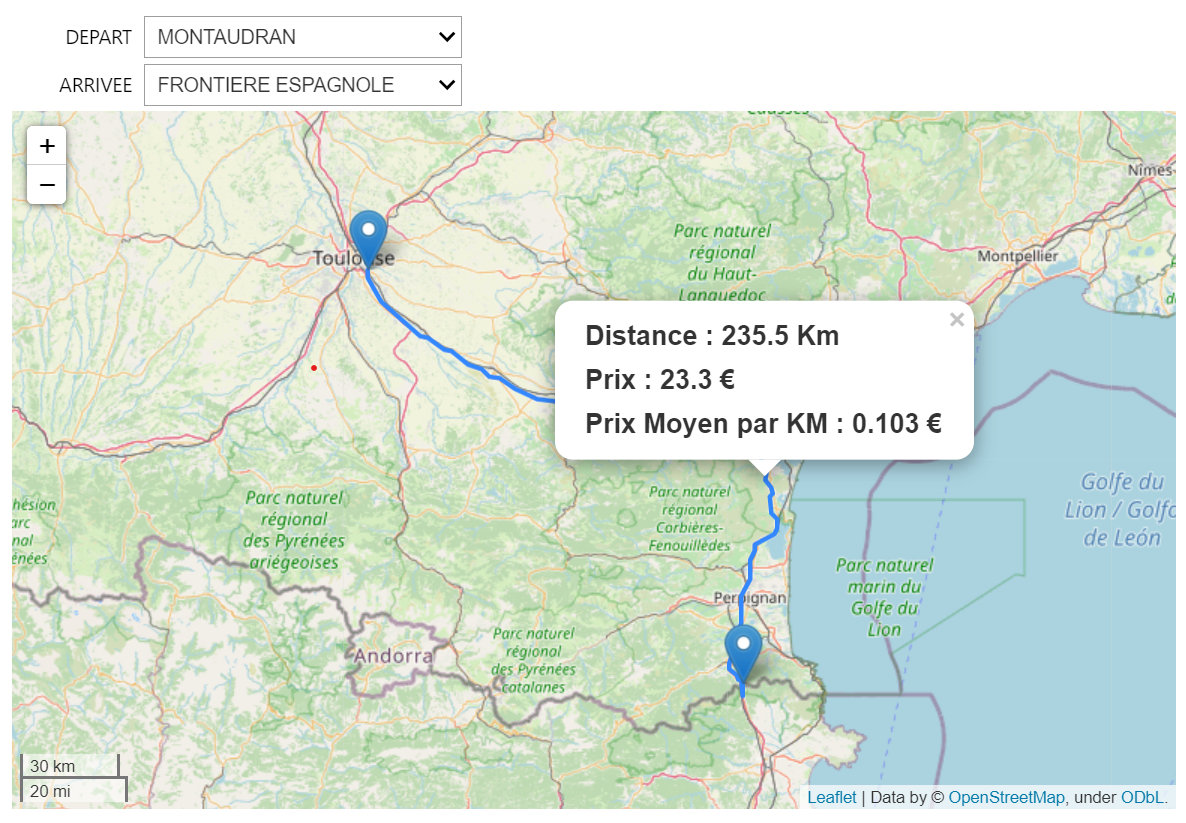 DEPART MONTAUDRAN
ARRIVEE FRONTIERE ESPAGNOLE
+
−
Causses
Nîmes
Parc naturel
régional
du Haut-
Languedoc
Toulouse
Montpellier
×
Distance : 235.5 Km
Prix : 23.3 €
Prix Moyen par KM : 0.103 €
Golfe du
Lion / Golfo
de León
Parc naturel
régional
Corbières-
Fenouillèdes
Parc naturel
régional
des Pyrénées
ariégeoises
Parc naturel
marin du
Golfe du
Lion
Perpignan
Parc naturel
régional
des Pyrénées
catalanes
Andorra
30 km
20 mi
Leaflet | Data by © OpenStreetMap, under ODbL.